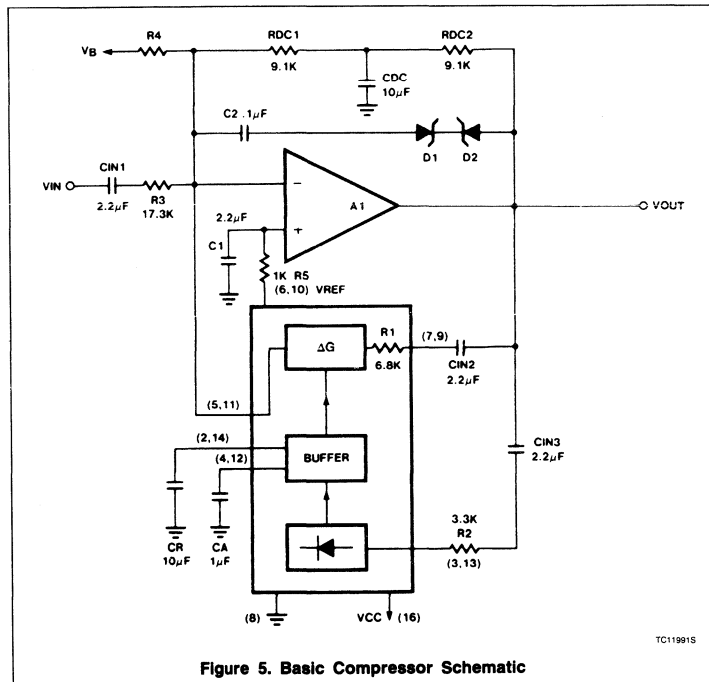 R4
RDC1
RDC2
VB
9.1K
9.1K
CDC
10µF
C2 .1µF
D1 D2
CIN1
VIN
R3
2.2µF
17.3K
−
A1
VOUT
2.2µF
+
C1
1K R5
(6,10) VREF
ΔG
R1
(7,9)
6.8K
CIN2
2.2µF
(5,11)
(2,14)
BUFFER
(4,12)
CIN3
2.2µF
3.3K
R2
(3,13)
CR
10µF
CA
1µF
(8)
VCC (16)
TC11991S
Figure 5. Basic Compressor Schematic